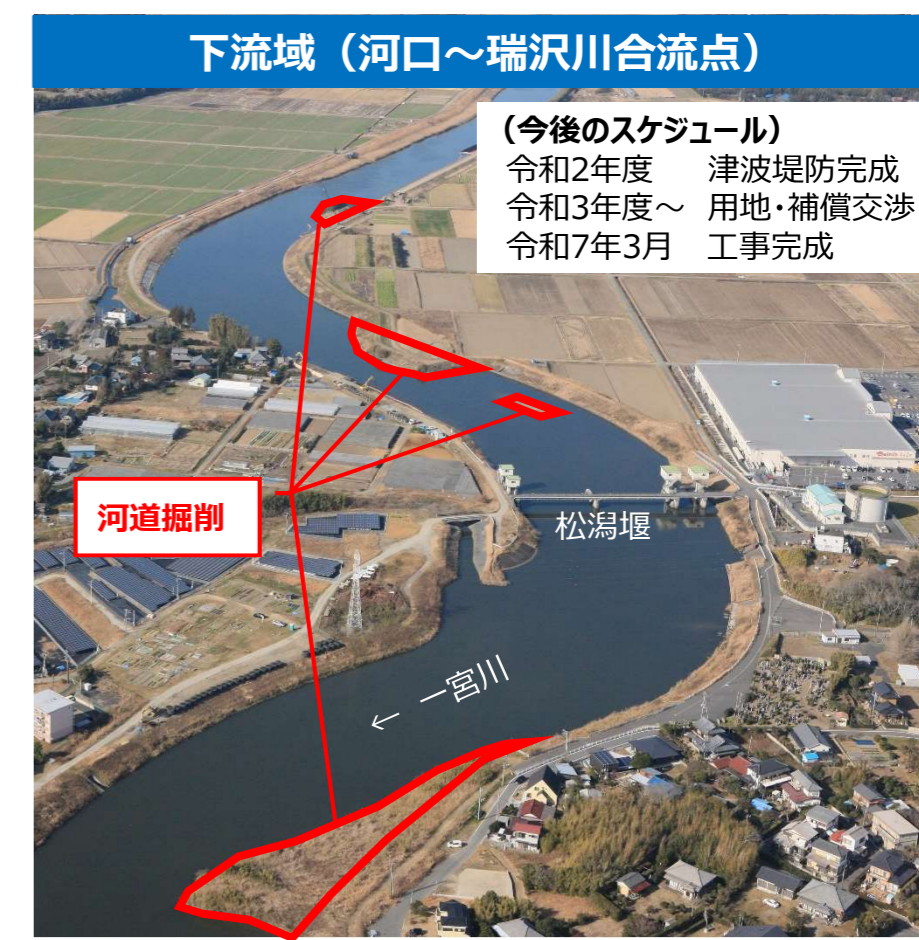 下流域（河口～瑞沢川合流点）
（今後のスケジュール）
令和2年度 津波堤防完成
令和3年度～ 用地・補償交渉
令和7年3月 工事完成
河道掘削
松潟堰
← 一宮川